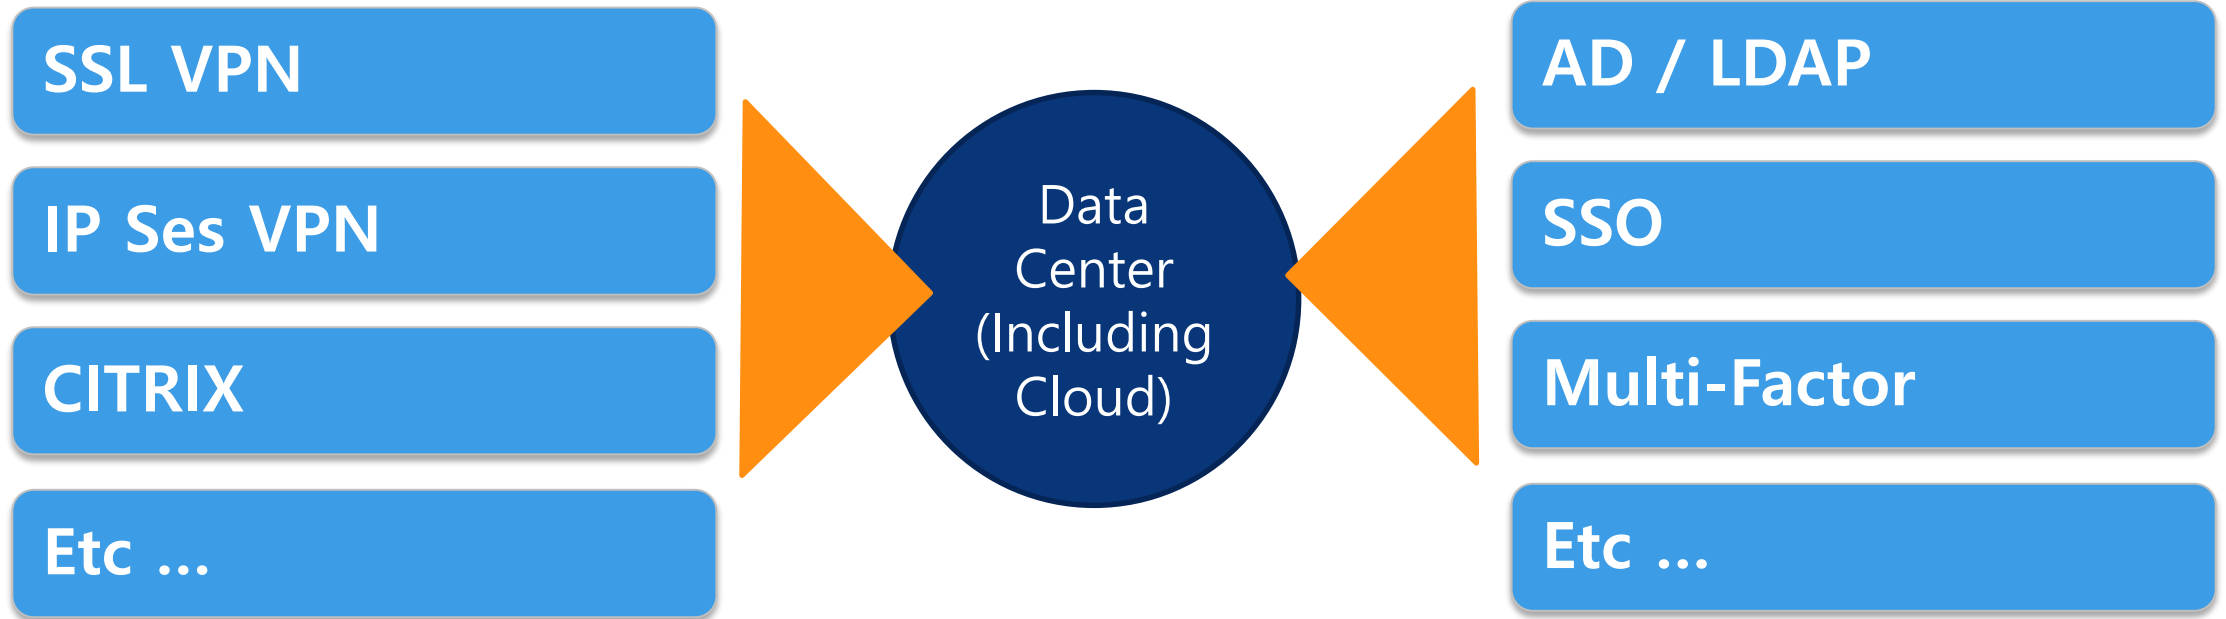 SSL VPN
IP Ses VPN
CITRIX
Etc ...
Data
Center
(Including
Cloud)
AD / LDAP
SSO
Multi-Factor
Etc ...